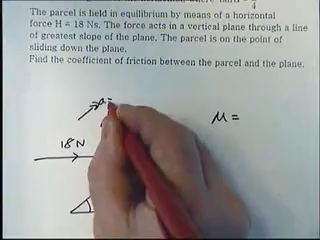 4
The parcel is held in equilibrium by means of a horizontal
force H = 18 Ns. The force acts in a vertical plane through a line
of greatest slope of the plane. The parcel is on the point of
sliding down the plane.
Find the coefficient of friction between the parcel and the plane.
a=
μ =
18 N